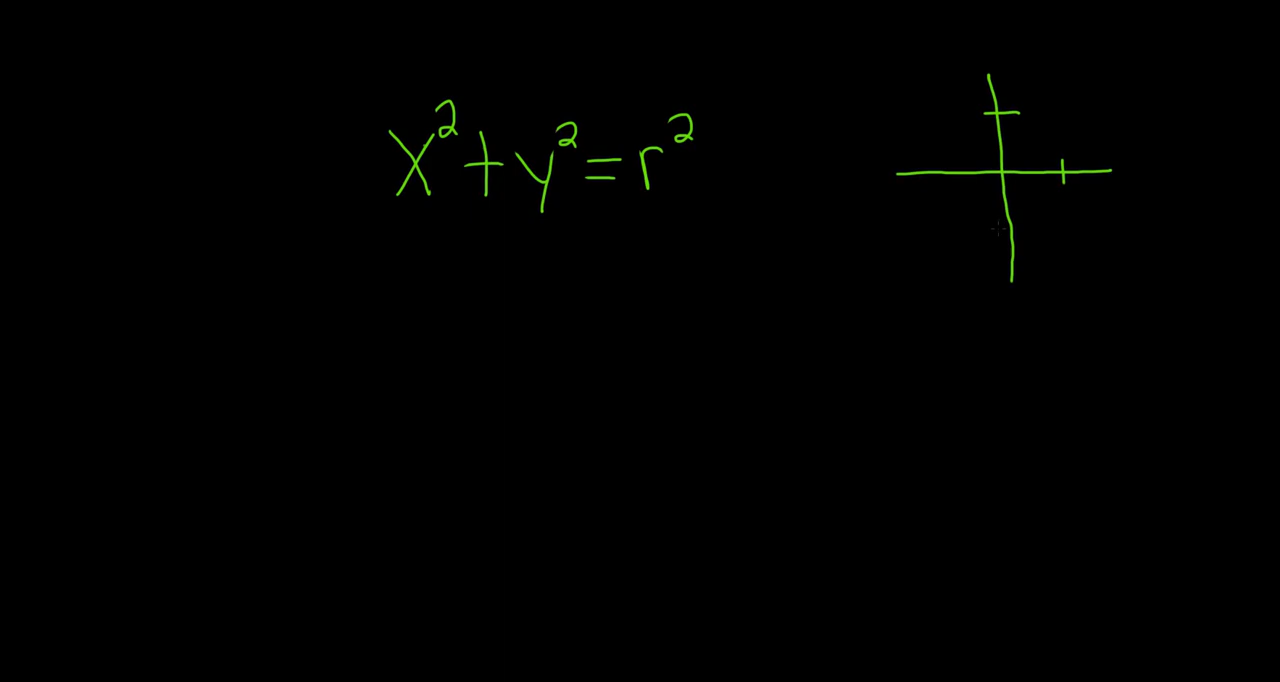 x² + y² = r²